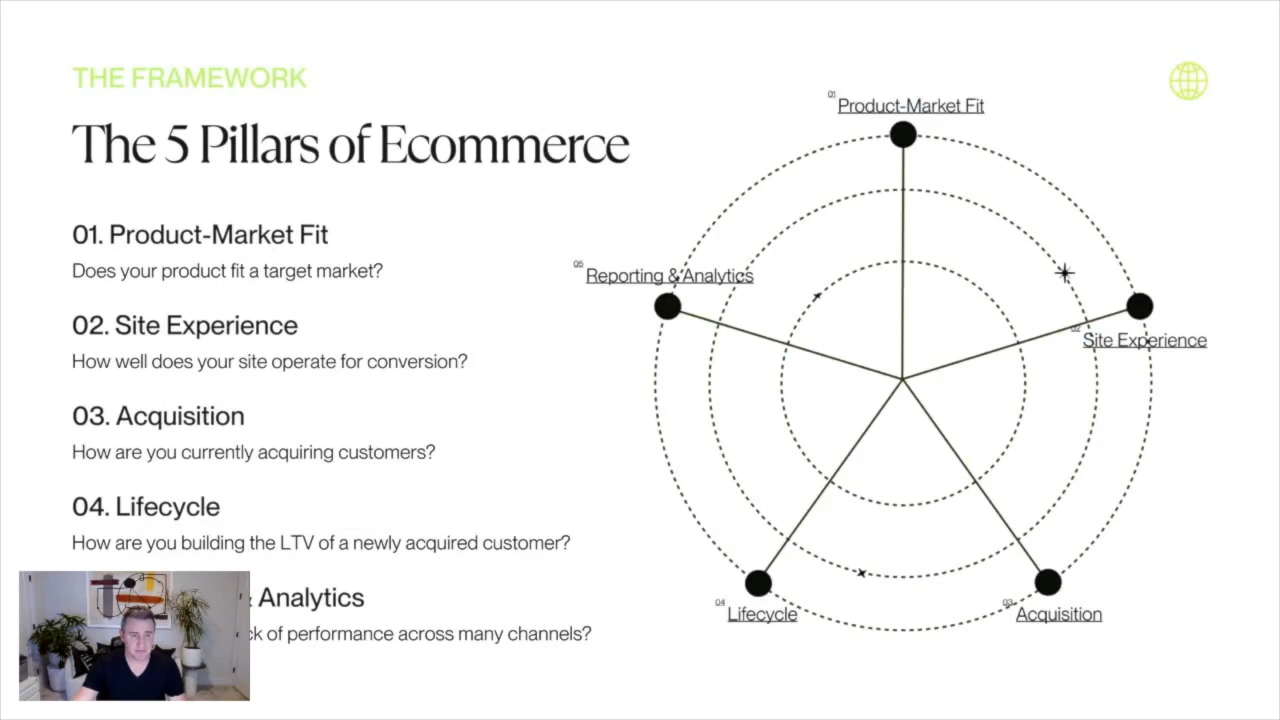 THE FRAMEWORK
The 5 Pillars of Ecommerce
01. Product-Market Fit
Does your product fit a target market?
02. Site Experience
How well does your site operate for conversion?
03. Acquisition
How are you currently acquiring customers?
04. Lifecycle
How are you building the LTV of a newly acquired customer?
Analytics
of performance across many channels?
01 Product-Market Fit
05 Reporting & Analytics
02 Site Experience
04 Lifecycle
03 Acquisition